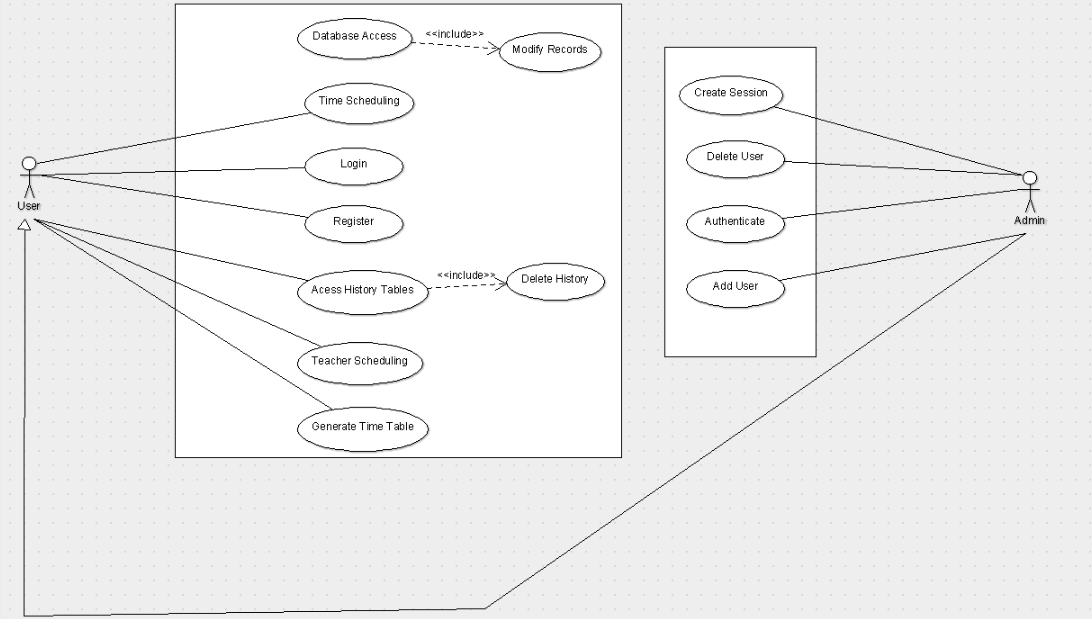 Database Access
<<include>>
Modify Records
Time Scheduling
Login
Register
Acess History Tables
<<include>>
Delete History
Teacher Scheduling
Generate Time Table
User
Create Session
Delete User
Authenticate
Add User
Admin